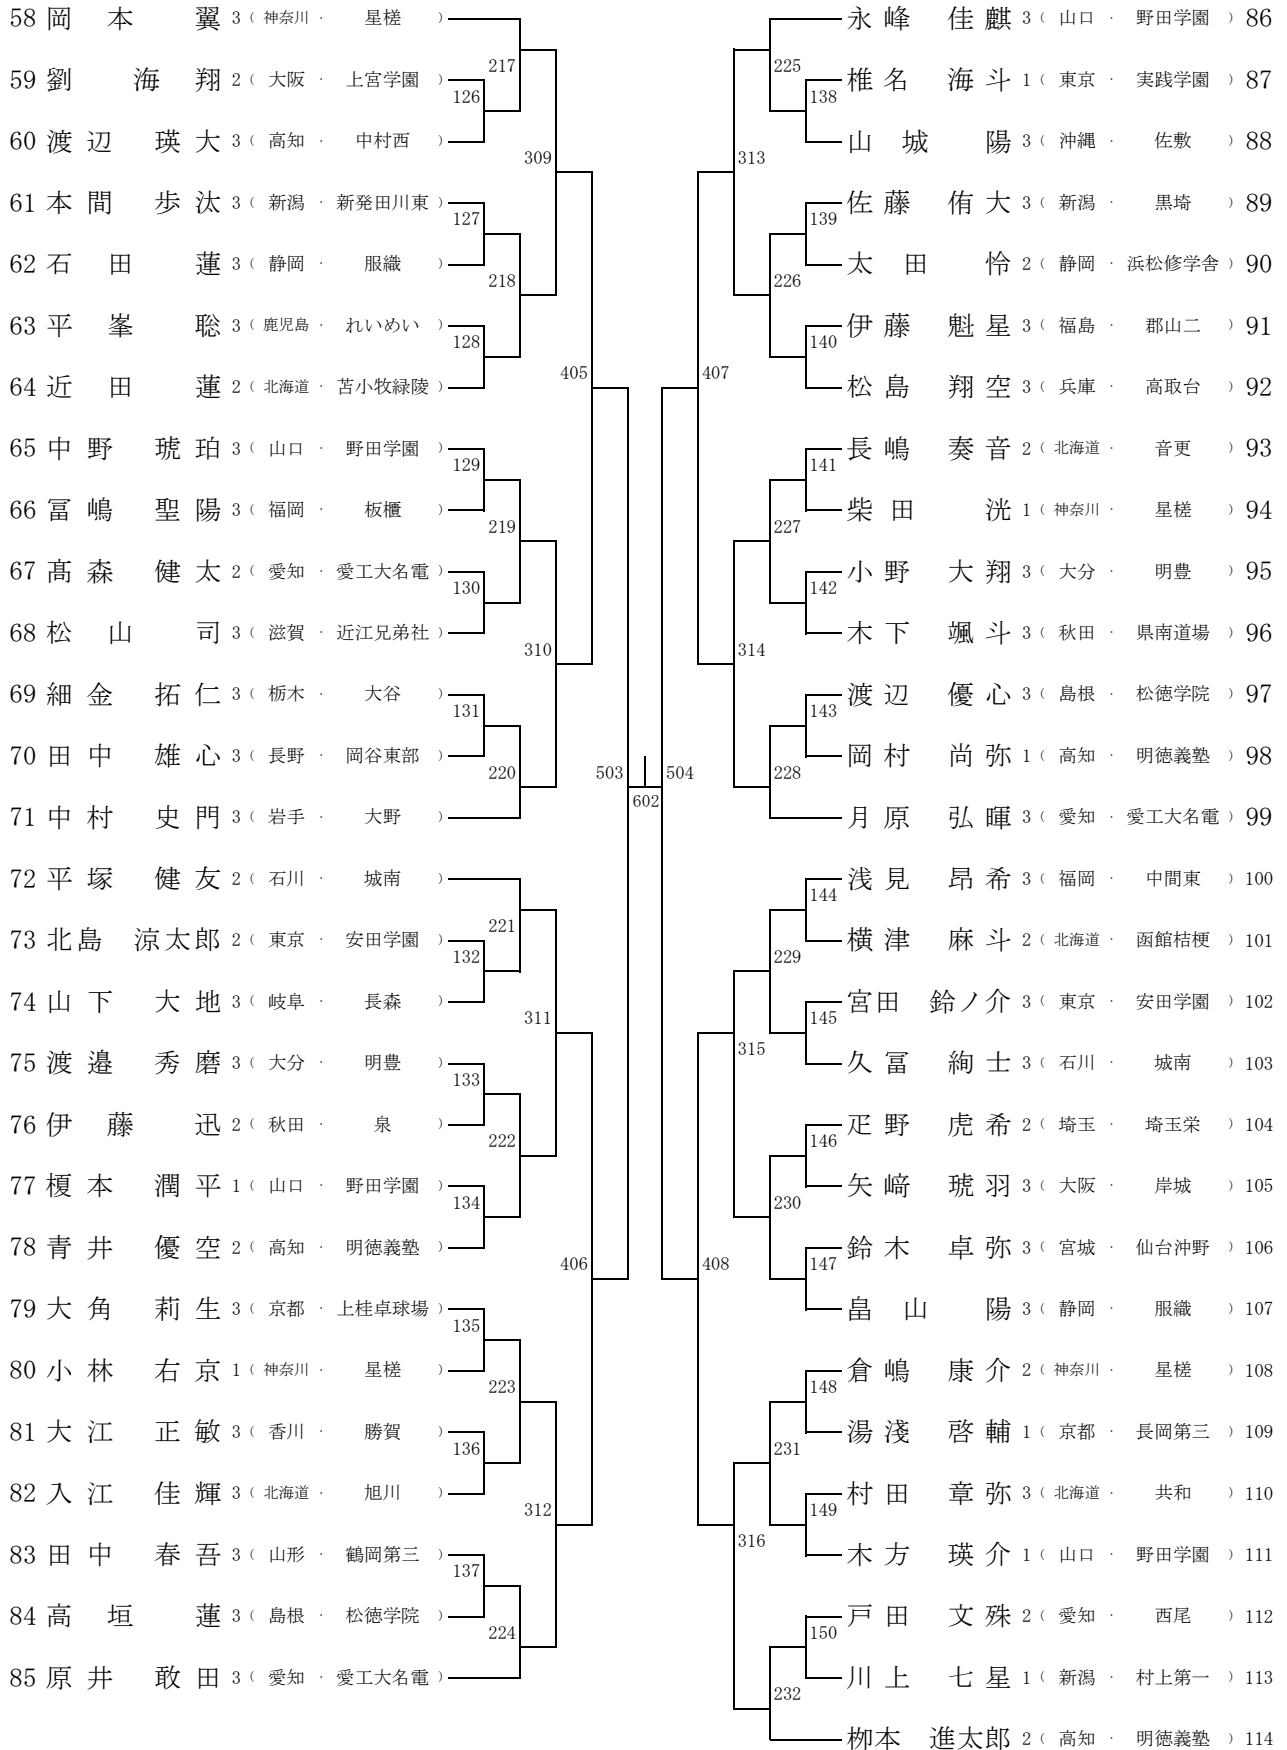 58 岡本 翼 3（神奈川・星槎）
59 劉 海翔 2（大阪・上宮学園）
60 渡辺 瑛大 3（高知・中村西）
61 本間 歩汰 3（新潟・新発田川東）
62 石田 蓮 3（静岡・服織）
63 平峯 聡 3（鹿児島・れいめい）
64 近田 蓮 2（北海道・苫小牧緑陵）
65 中野 琥珀 3（山口・野田学園）
66 冨嶋 聖陽 3（福岡・板櫃）
67 髙森 健太 2（愛知・愛工大名電）
68 松山 司 3（滋賀・近江兄弟社）
69 細金 拓仁 3（栃木・大谷）
70 田中 雄心 3（長野・岡谷東部）
71 中村 史門 3（岩手・大野）
72 平塚 健友 2（石川・城南）
73 北島 涼太郎 2（東京・安田学園）
74 山下 大地 3（岐阜・長森）
75 渡邉 秀磨 3（大分・明豊）
76 伊藤 迅 2（秋田・泉）
77 榎本 潤平 1（山口・野田学園）
78 青井 優空 2（高知・明徳義塾）
79 大角 莉生 3（京都・上桂卓球場）
80 小林 右京 1（神奈川・星槎）
81 大江 正敏 3（香川・勝賀）
82 入江 佳輝 3（北海道・旭川）
83 田中 春吾 3（山形・鶴岡第三）
84 高垣 蓮 3（島根・松徳学院）
85 原井 敢田 3（愛知・愛工大名電）
126
127
128
129
130
131
132
133
134
135
136
137
217
218
219
220
221
222
223
224
309
310
311
312
405
406
503
602
504
407
408
313
314
315
316
225
226
227
228
229
230
231
232
138
139
140
141
142
143
144
145
146
147
148
149
150
永峰 佳麒 3（山口・野田学園）86
椎名 海斗 1（東京・実践学園）87
山城 陽 3（沖縄・佐敷）88
佐藤 侑大 3（新潟・黒埼）89
太田 怜 2（静岡・浜松修学舎）90
伊藤 魁星 3（福島・郡山二）91
松島 翔空 3（兵庫・高取台）92
長嶋 奏音 2（北海道・音更）93
柴田 洸 1（神奈川・星槎）94
小野 大翔 3（大分・明豊）95
木下 颯斗 3（秋田・県南道場）96
渡辺 優心 3（島根・松徳学院）97
岡村 尚弥 1（高知・明徳義塾）98
月原 弘暉 3（愛知・愛工大名電）99
浅見 昂希 3（福岡・中間東）100
横津 麻斗 2（北海道・函館桔梗）101
宮田 鈴ノ介 3（東京・安田学園）102
久冨 絢士 3（石川・城南）103
疋野 虎希 2（埼玉・埼玉栄）104
矢﨑 琥羽 3（大阪・岸城）105
鈴木 卓弥 3（宮城・仙台沖野）106
畠山 陽 3（静岡・服織）107
倉嶋 康介 2（神奈川・星槎）108
湯淺 啓輔 1（京都・長岡第三）109
村田 章弥 3（北海道・共和）110
木方 瑛介 1（山口・野田学園）111
戸田 文殊 2（愛知・西尾）112
川上 七星 1（新潟・村上第一）113
栁本 進太郎 2（高知・明徳義塾）114